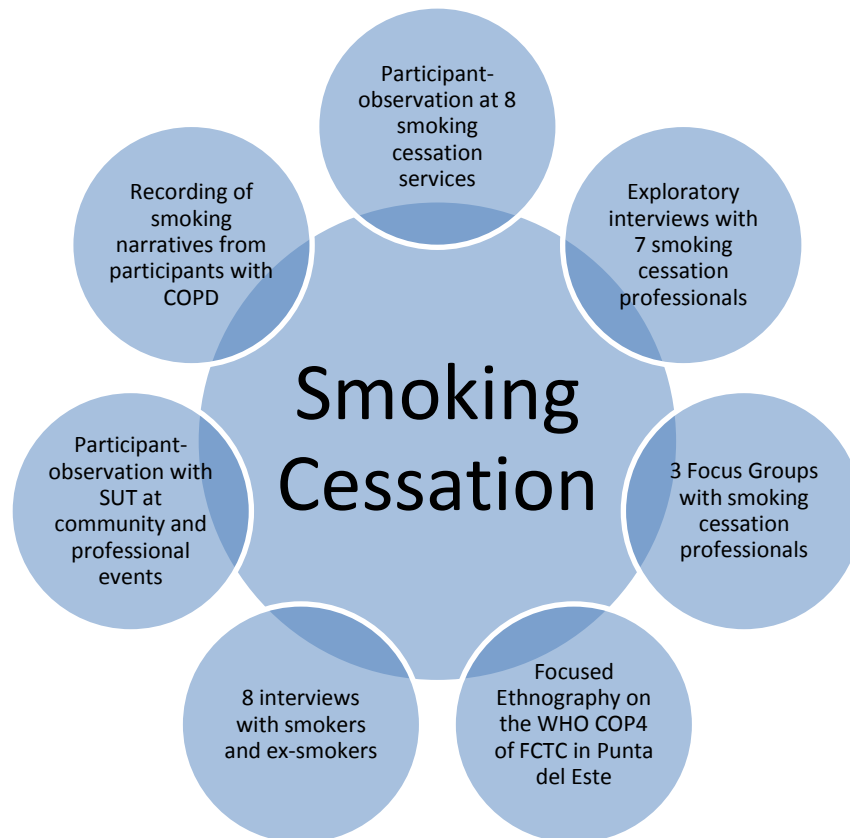 Participant-
observation at 8
smoking
cessation
services
Exploratory
interviews with
7 smoking
cessation
professionals
3 Focus Groups
with smoking
cessation
professionals
Focused
Ethnography on
the WHO COP4
of FCTC in Punta
del Este
8 interviews
with smokers
and ex-smokers
Participant-
observation with
SUT at
community and
professional
events
Recording of
smoking
narratives from
participants with
COPD
Smoking
Cessation